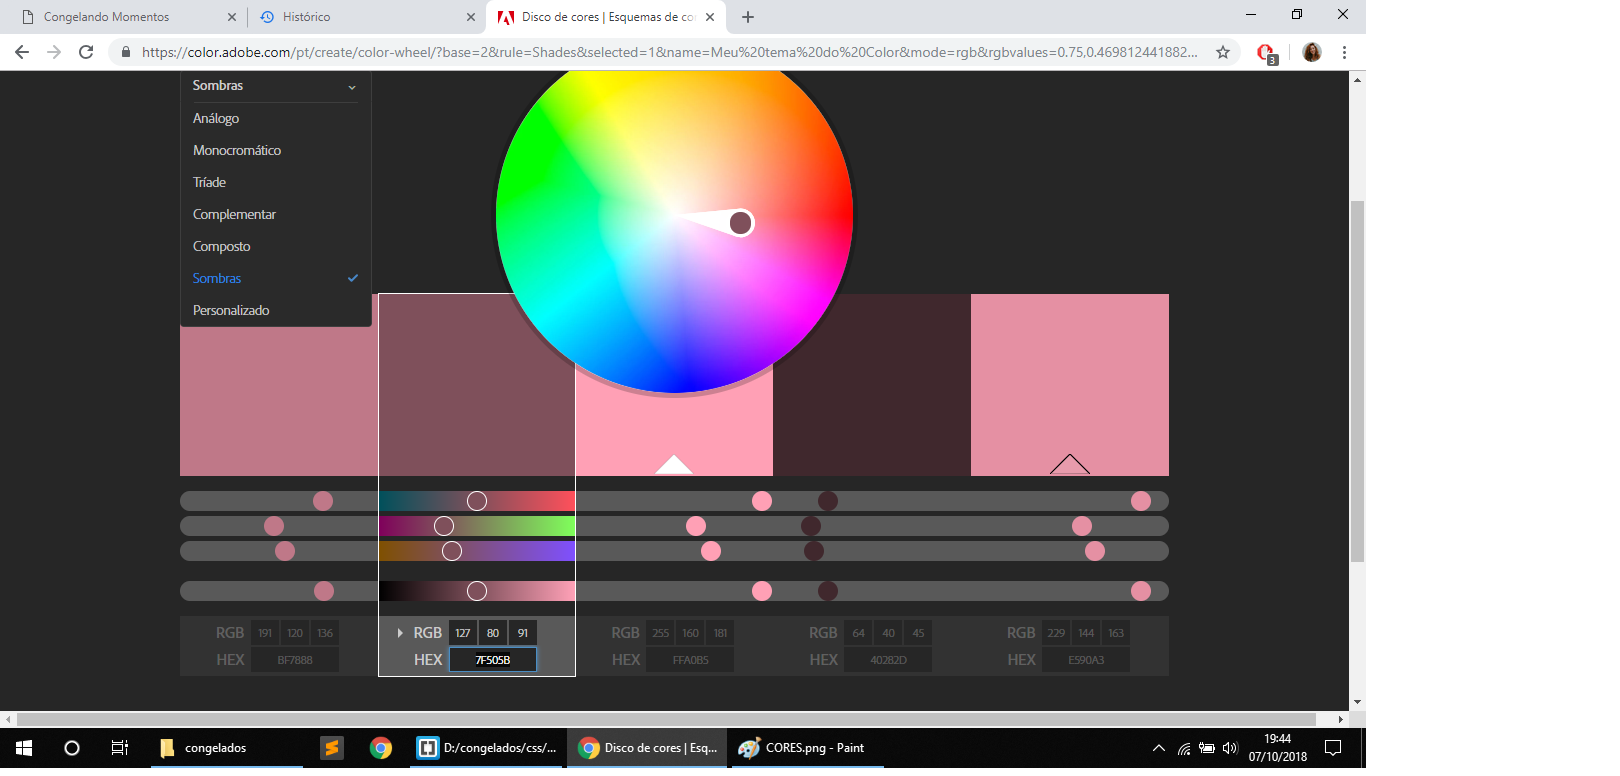 Congelando Momentos
Histórico
Disco de cores | Esquemas de co
https://color.adobe.com/pt/create/color-wheel/?base=2&rule=Shades&selected=1&name=Meu%20tema%20do%20Color&mode=rgb&rgbvalues=0.75,0.469812441882...
3
Sombras
Análogo
Monocromático
Tríade
Complementar
Composto
Sombras
Personalizado
RGB 191 120 136 RGB 127 80 91 RGB 255 160 181 RGB 64 40 45 RGB 229 144 163
HEX BF7888 HEX 7F505B HEX FFA0B5 HEX 40282D HEX E590A3
congelados
D:/congelados/css/...
Disco de cores | Esq...
CORES.png - Paint
19:44
07/10/2018